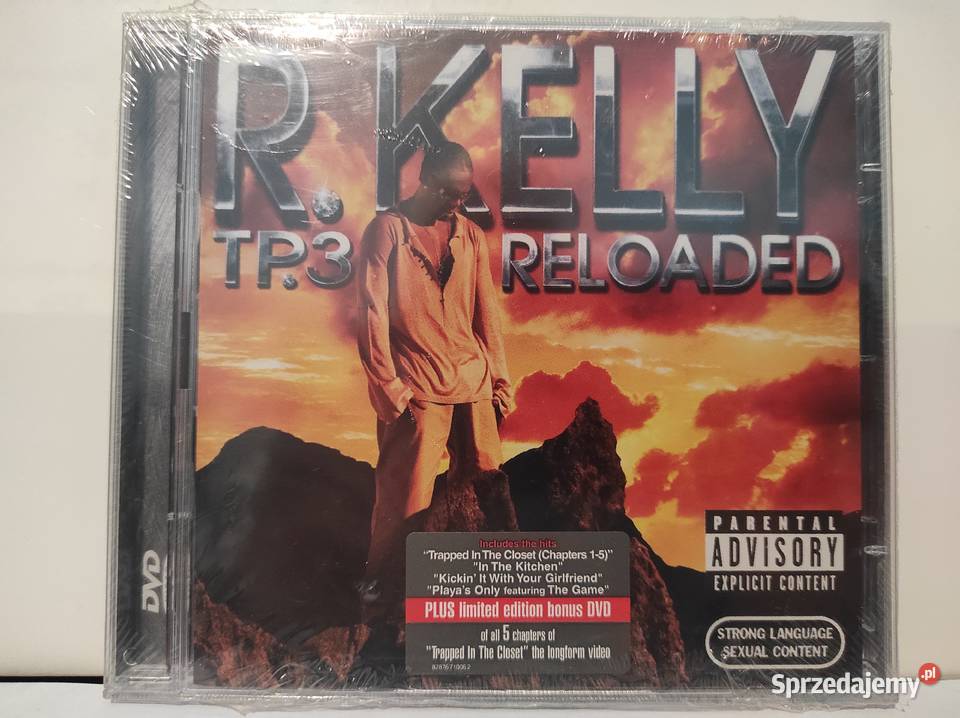 R. KELLY
TP.3 RELOADED
DVD
Includes the hits
"Trapped In The Closet (Chapters 1-5)"
"In The Kitchen"
"Kickin' It With Your Girlfriend"
"Playa's Only featuring The Game"
PLUS limited edition bonus DVD
of all 5 chapters of
"Trapped In The Closet" the longform video
82876710062
PARENTAL
ADVISORY
EXPLICIT CONTENT
STRONG LANGUAGE
SEXUAL CONTENT
Sprzedajemy.pl